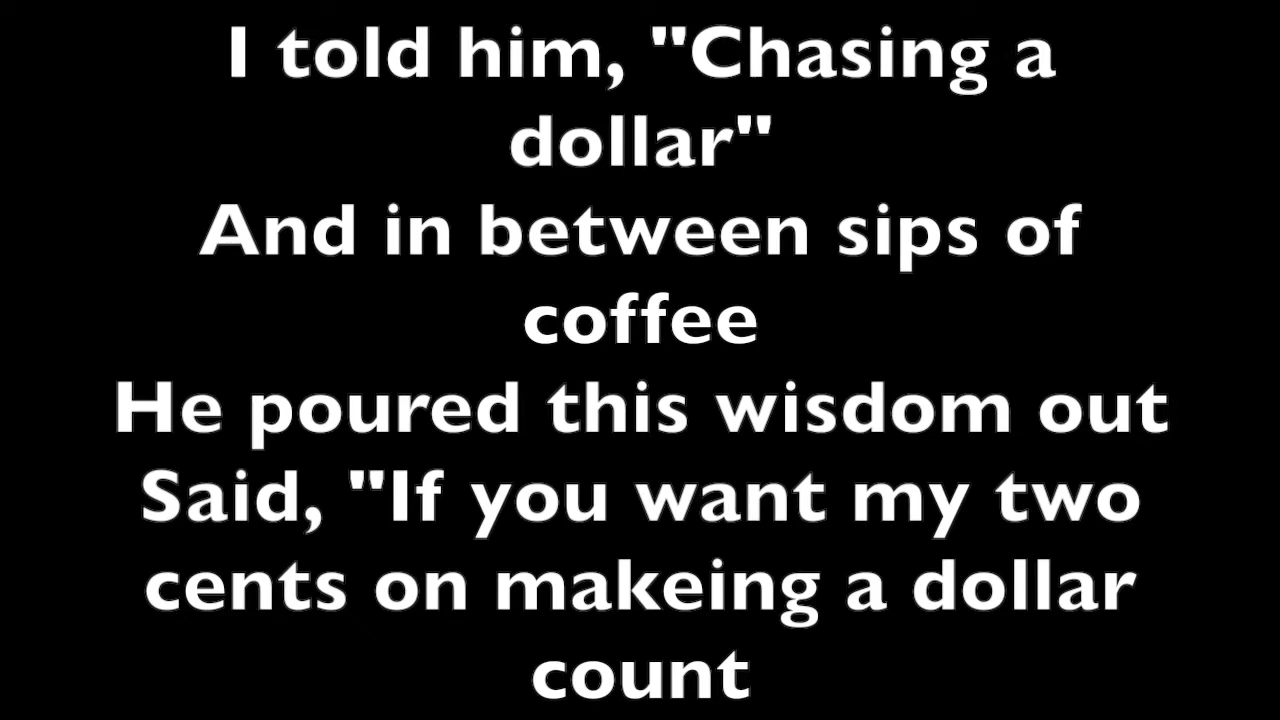 I told him, "Chasing a
dollar"
And in between sips of
coffee
He poured this wisdom out
Said, "If you want my two
cents on makeing a dollar
count